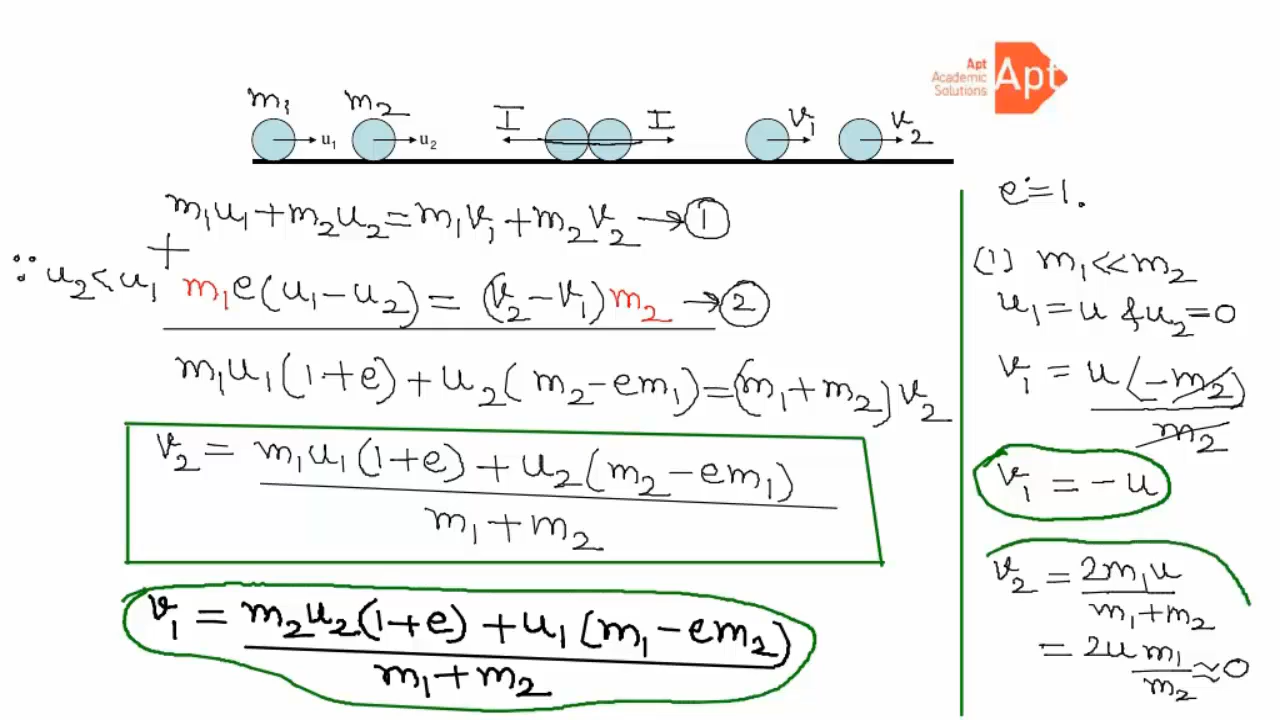 Apt
Academic
Solutions
Apt
m₁ m₂ I I v₁ v₂
u₁ u₂
m₁u₁+m₂u₂=m₁v₁+m₂v₂ → ①
+
∵ u₂<u₁ m₁e(u₁-u₂) = (v₂-v₁)m₂ → ②
m₁u₁(1+e)+u₂(m₂-em₁)=(m₁+m₂)v₂
v₂ = m₁u₁(1+e)+u₂(m₂-em₁)
m₁+m₂
v₁ = m₂u₂(1+e)+u₁(m₁-em₂)
m₁+m₂
e=1.
(1) m₁<<m₂
u₁=u & u₂=0
v₁ = u(-m₂)
m₂
v₁ = -u
v₂ = 2m₁u
m₁+m₂
= 2u m₁ ≈0
m₂